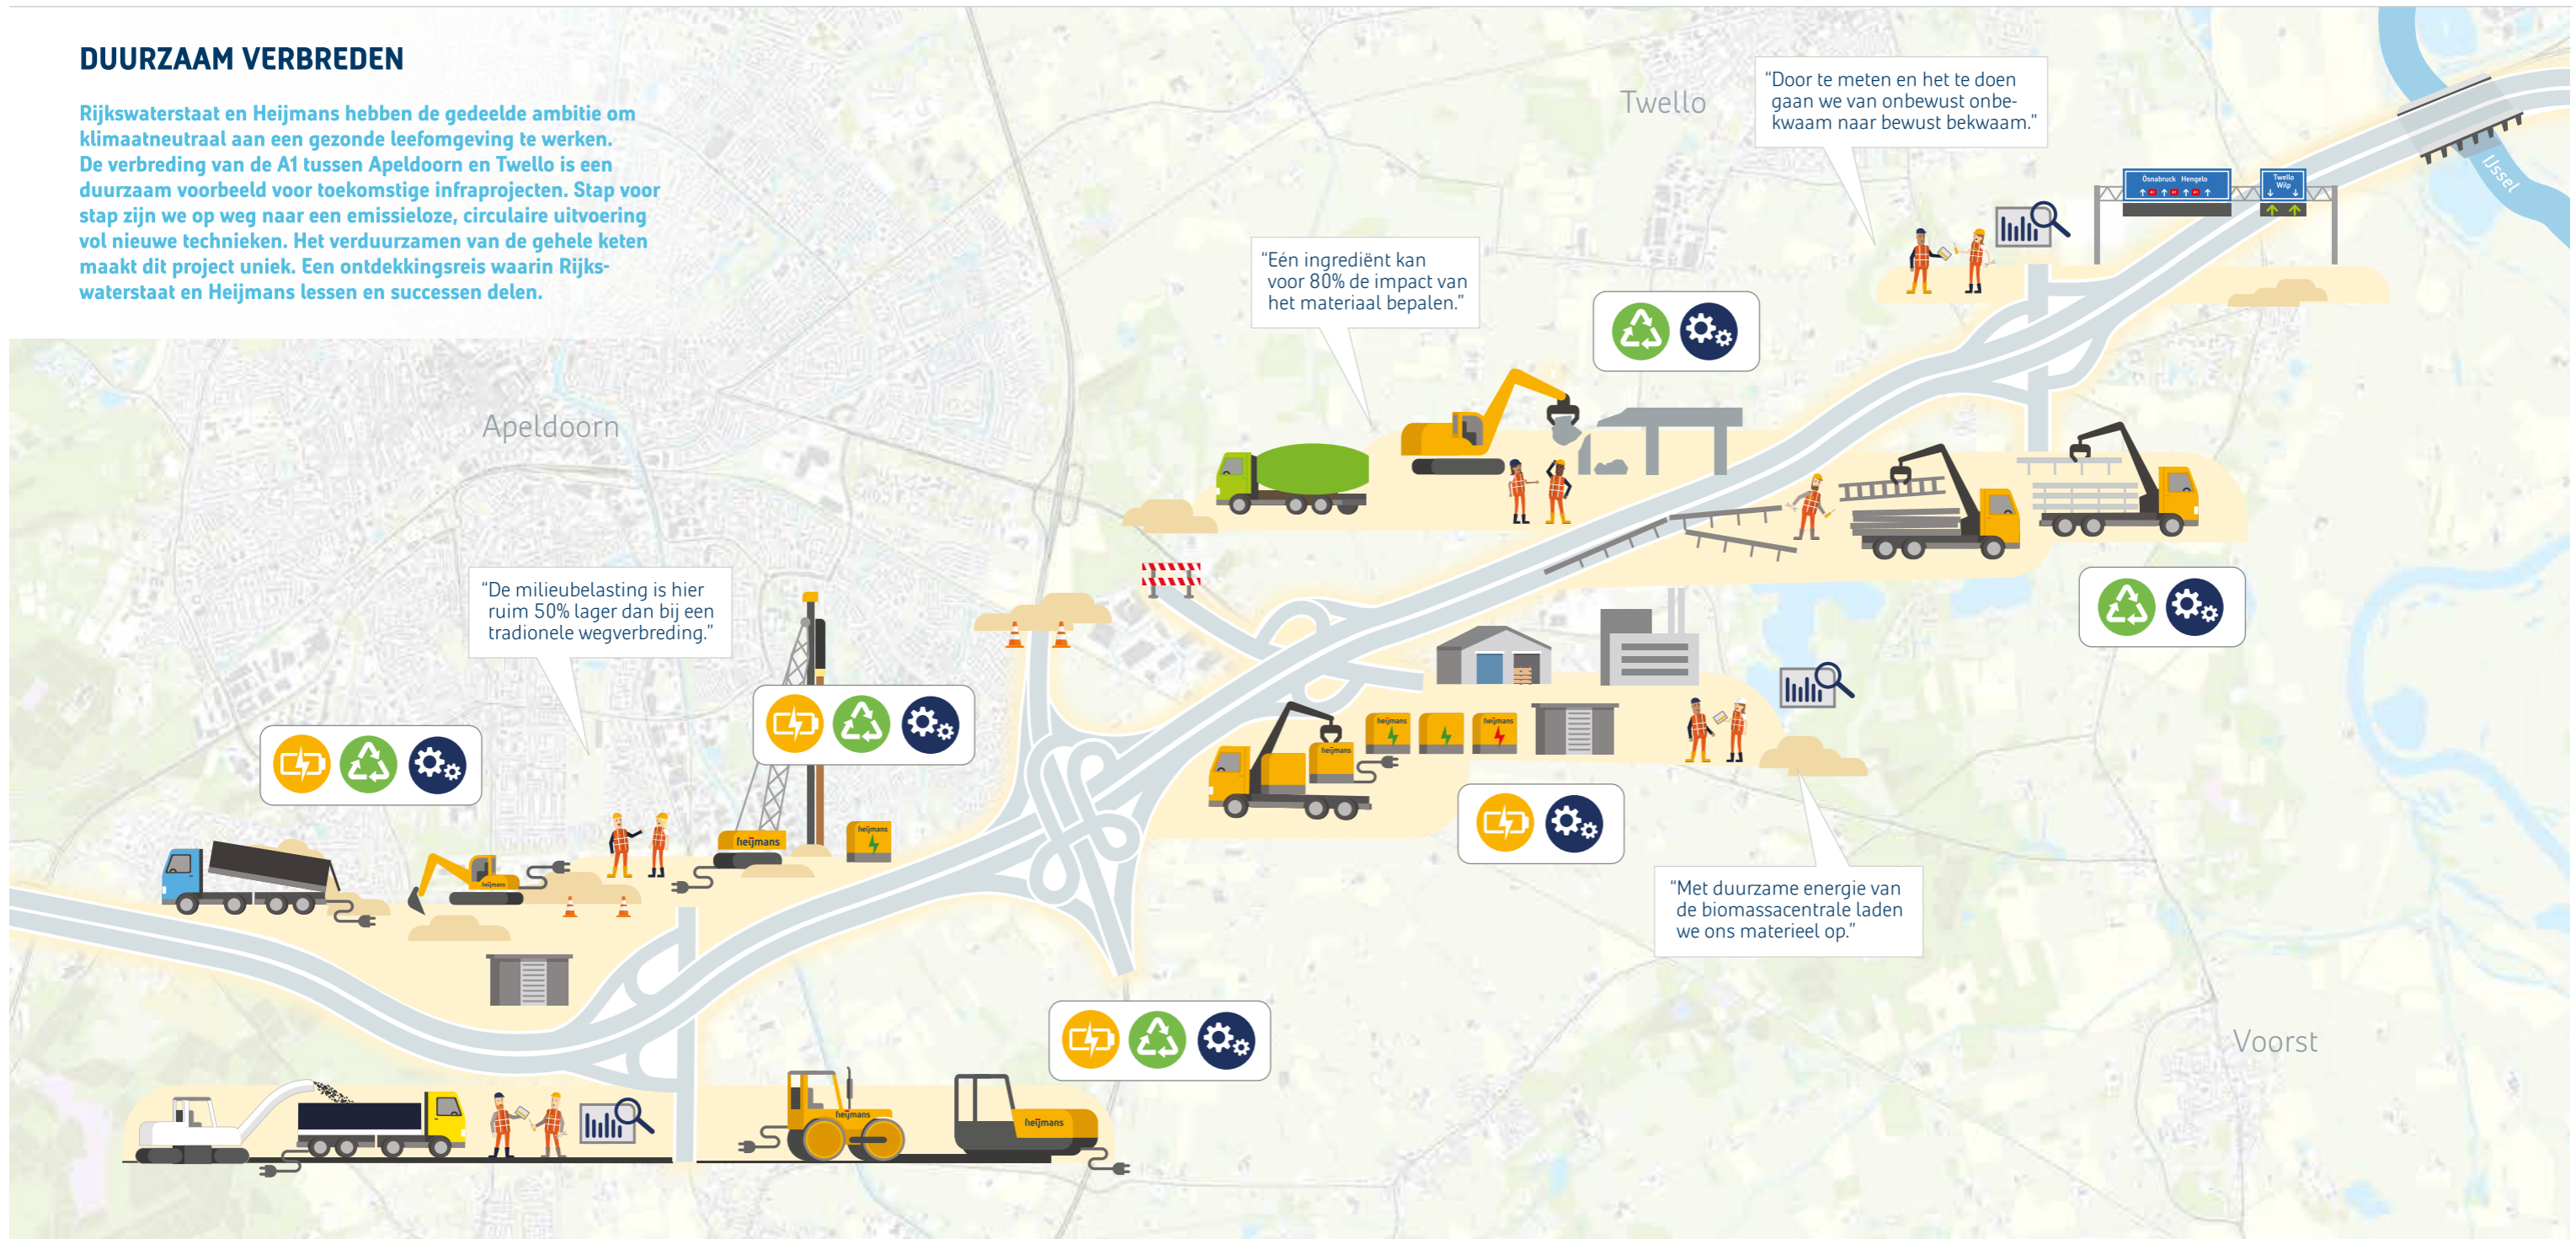 DUURZAAM VERBREDEN
Rijkswaterstaat en Heijmans hebben de gedeelde ambitie om
klimaatneutraal aan een gezonde leefomgeving te werken.
De verbreding van de A1 tussen Apeldoorn en Twello is een
duurzaam voorbeeld voor toekomstige infraprojecten. Stap voor
stap zijn we op weg naar een emissieloze, circulaire uitvoering
vol nieuwe technieken. Het verduurzamen van de gehele keten
maakt dit project uniek. Een ontdekkingsreis waarin Rijks-
waterstaat en Heijmans lessen en successen delen.
Twello
“Door te meten en het te doen
gaan we van onbewust onbe-
kwaam naar bewust bekwaam.”
IJssel
Osnabruck Hengelo
Twello
Wilp
“Eén ingrediënt kan
voor 80% de impact van
het materiaal bepalen.”
Apeldoorn
“De milieubelasting is hier
ruim 50% lager dan bij een
tradionele wegverbreding.”
heijmans
heijmans
heijmans
heijmans
heijmans
heijmans
“Met duurzame energie van
de biomassacentrale laden
we ons materieel op.”
Voorst
heijmans
heijmans